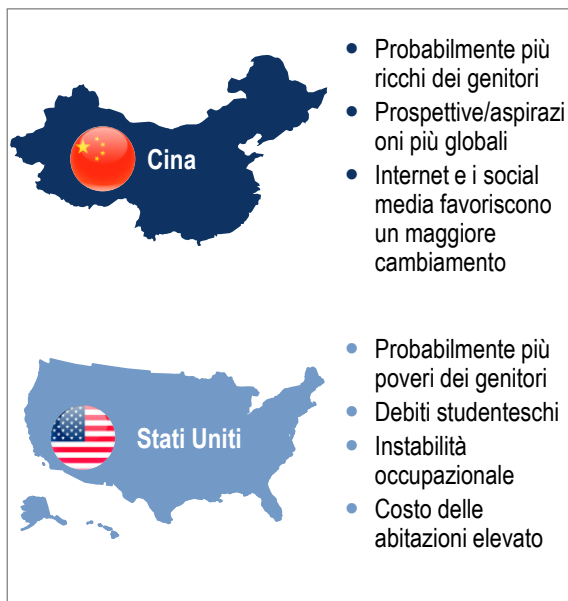 Cina
• Probabilmente più
ricchi dei genitori
• Prospettive/aspirazi
oni più globali
• Internet e i social
media favoriscono
un maggiore
cambiamento
Stati Uniti
• Probabilmente più
poveri dei genitori
• Debiti studenteschi
• Instabilità
occupazionale
• Costo delle
abitazioni elevato